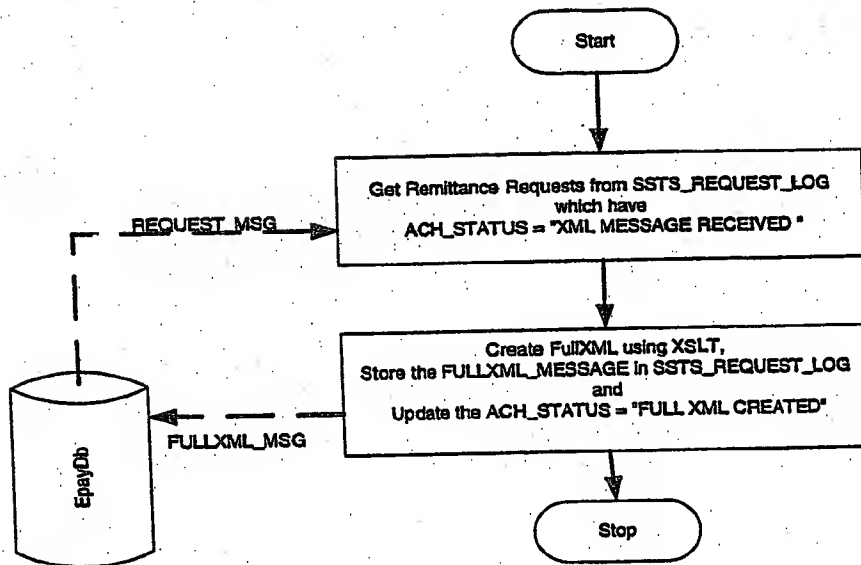 Start
Get Remittance Requests from SSTS_REQUEST_LOG
which have
ACH_STATUS = "XML MESSAGE RECEIVED "
REQUEST_MSG
Create FullXML using XSLT,
Store the FULLXML_MESSAGE in SSTS_REQUEST_LOG
and
Update the ACH_STATUS = "FULL XML CREATED"
FULLXML_MSG
EpayDb
Stop